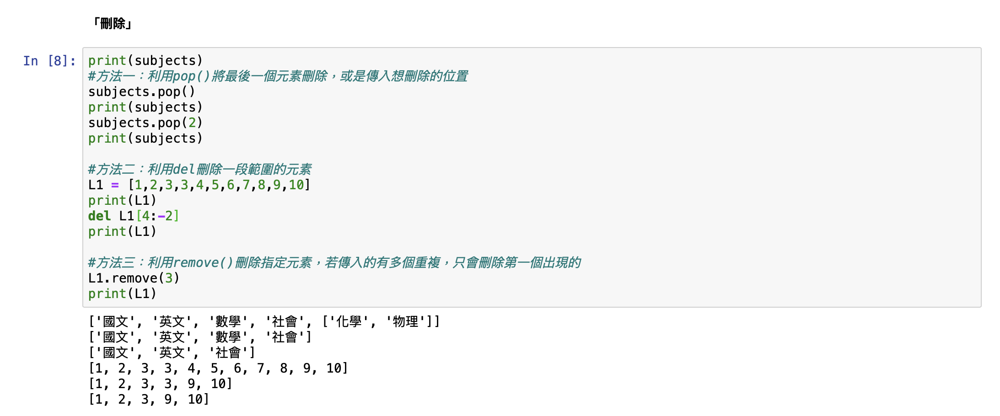 「刪除」
In [8]:
print(subjects)
#方法一：利用pop()將最後一個元素刪除，或是傳入想刪除的位置
subjects.pop()
print(subjects)
subjects.pop(2)
print(subjects)
#方法二：利用del刪除一段範圍的元素
L1 = [1,2,3,3,4,5,6,7,8,9,10]
print(L1)
del L1[4:-2]
print(L1)
#方法三：利用remove()刪除指定元素，若傳入的有多個重複，只會刪除第一個出現的
L1.remove(3)
print(L1)
['國文', '英文', '數學', '社會', ['化學', '物理']]
['國文', '英文', '數學', '社會']
['國文', '英文', '社會']
[1, 2, 3, 3, 4, 5, 6, 7, 8, 9, 10]
[1, 2, 3, 3, 9, 10]
[1, 2, 3, 9, 10]